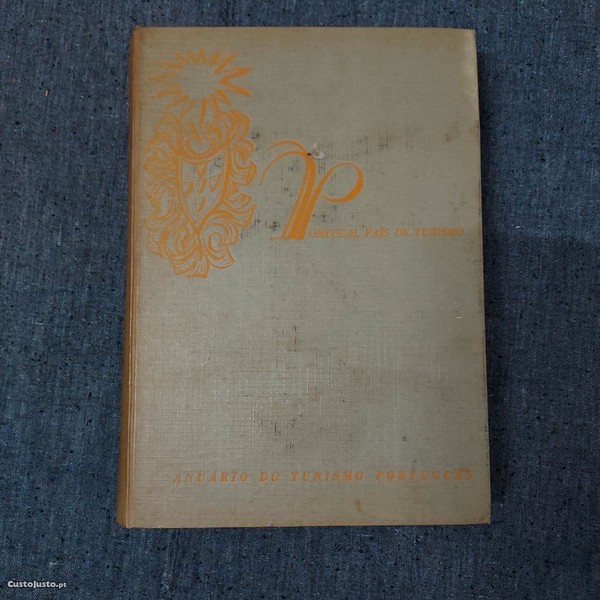 PORTUGAL PAÍS DE TURISMO
ANUÁRIO DO TURISMO PORTUGUÊS
CustoJusto.pt